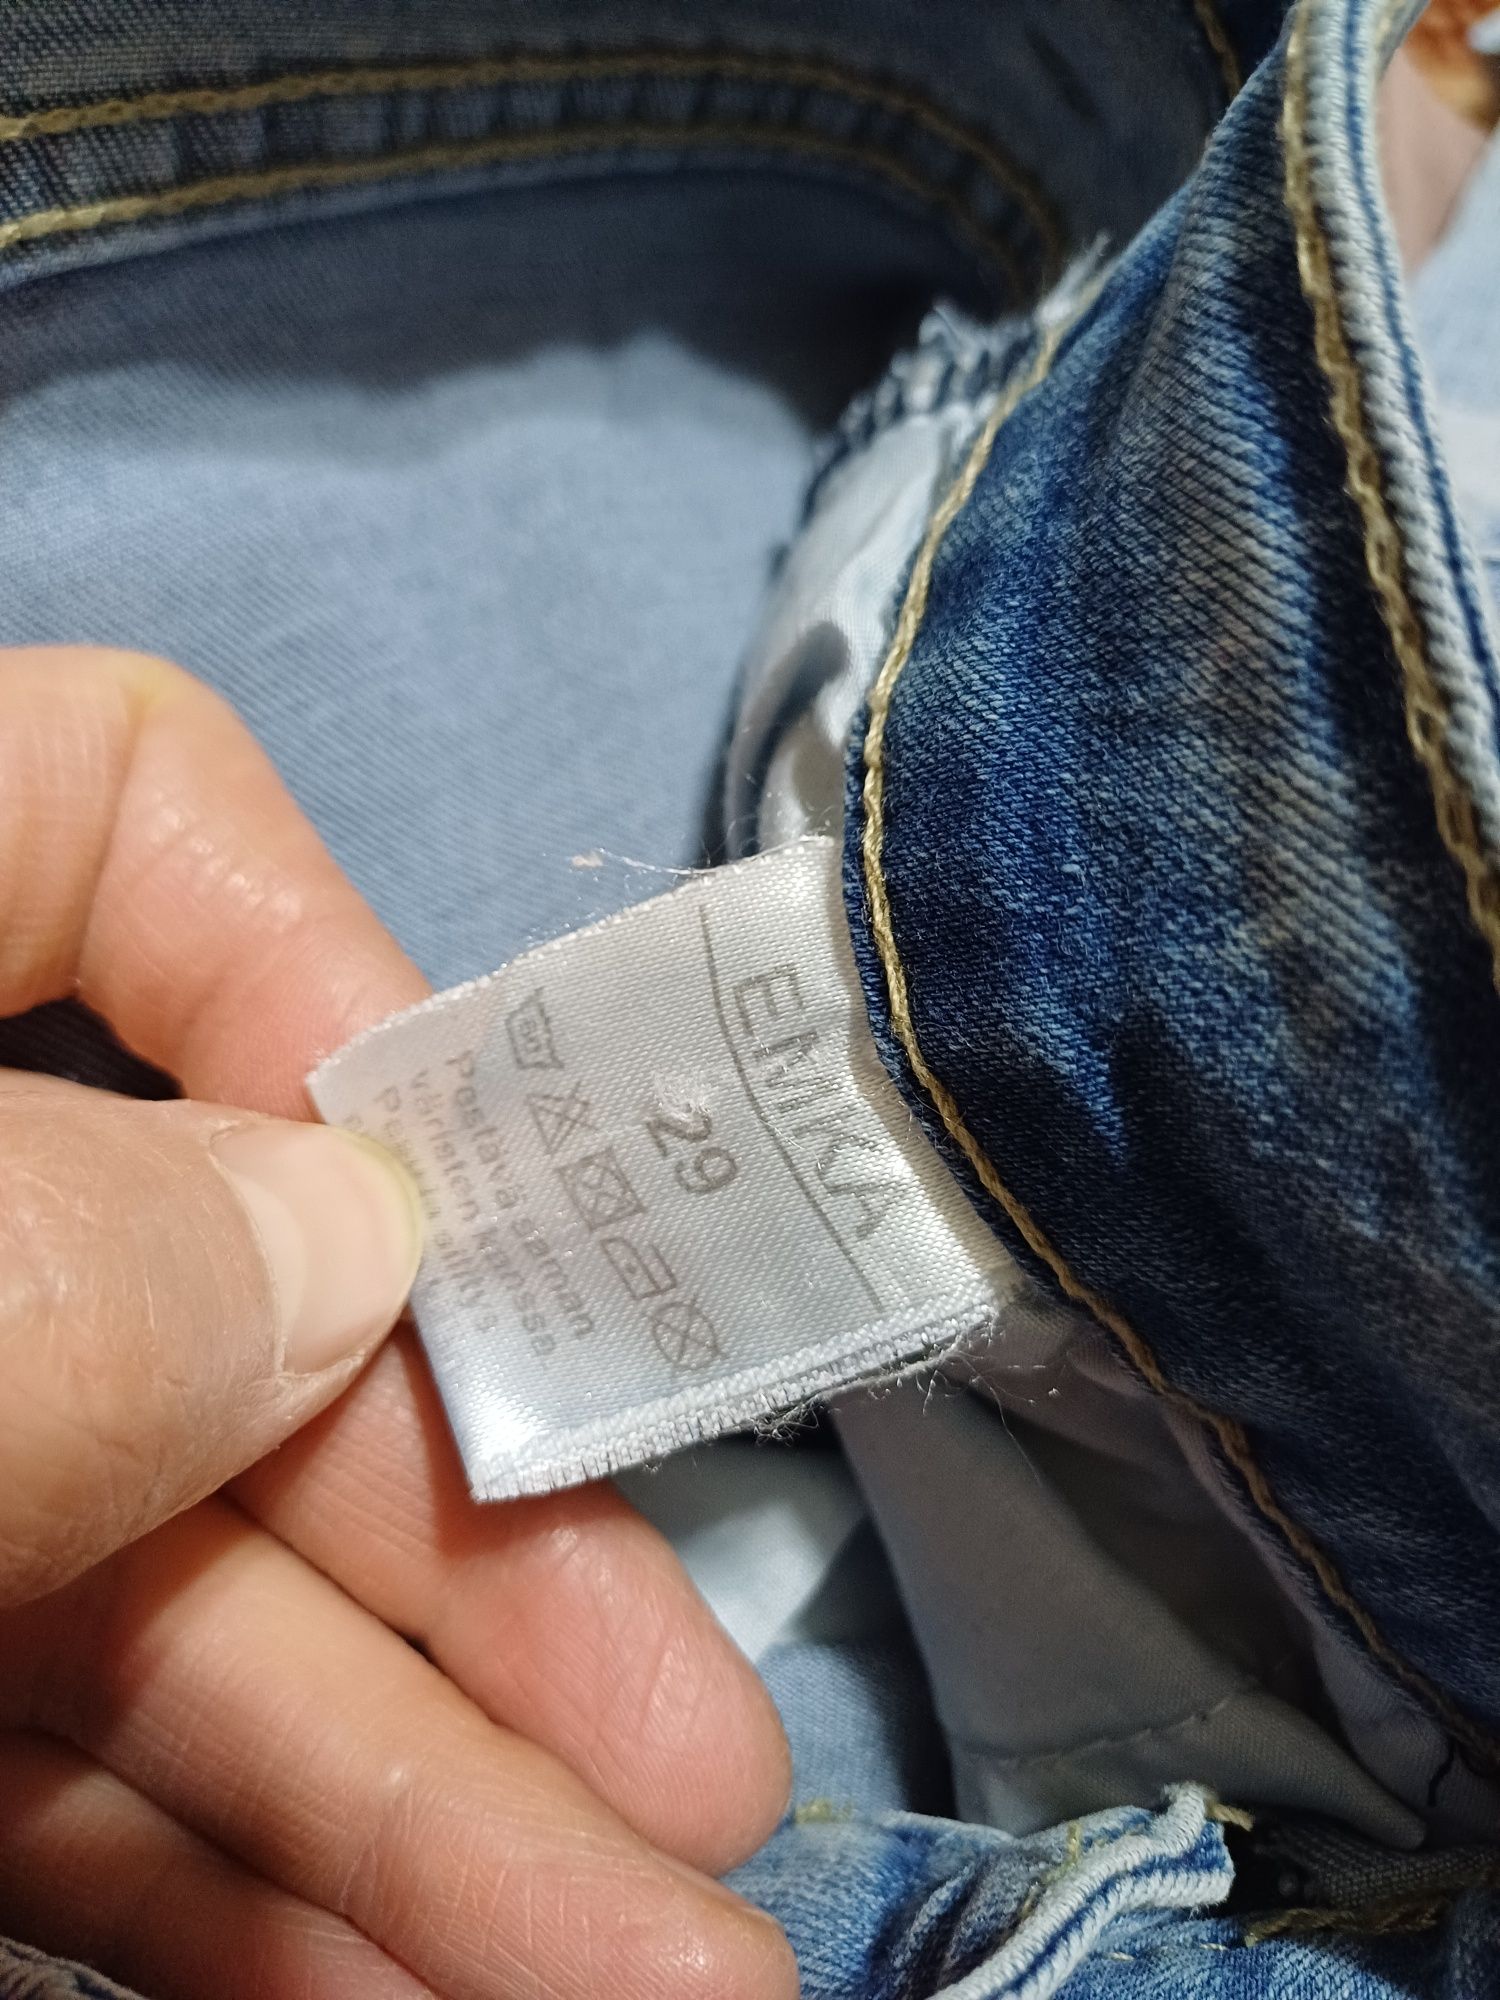 EMKA
29
Pestävä saman
väristen kanssa